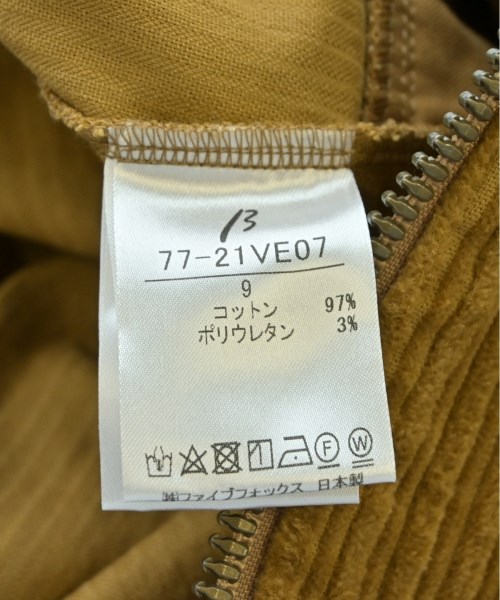 13
77-21VE07
9
コットン 97%
ポリウレタン 3%
F W
㈱ファイブフォックス 日本製